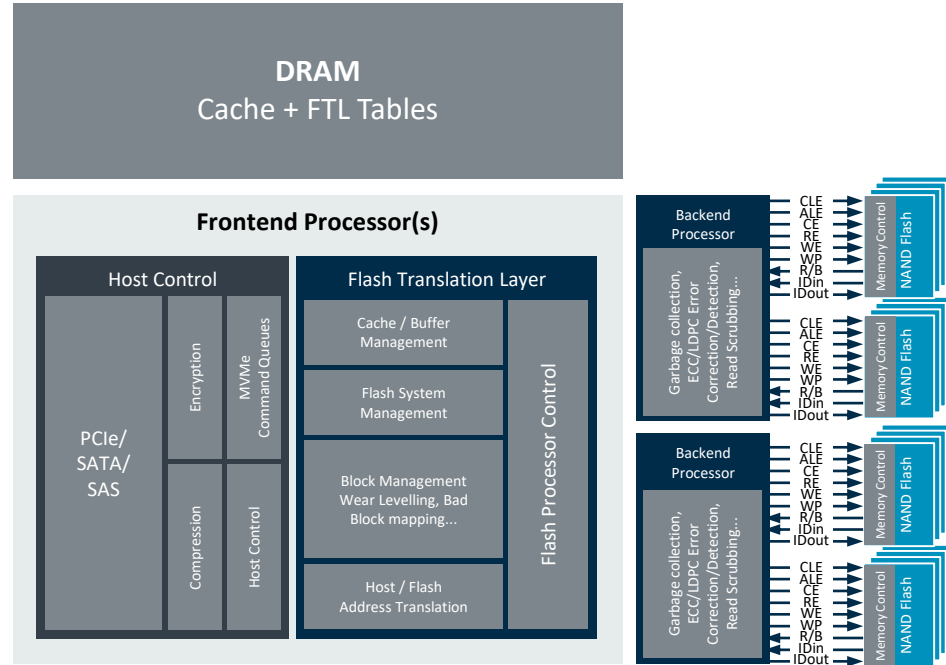 DRAM
Cache + FTL Tables
Frontend Processor(s)
Host Control
PCIe/
SATA/
SAS
Encryption
MVMe
Command Queues
Compression
Host Control
Flash Translation Layer
Cache / Buffer
Management
Flash System
Management
Block Management
Wear Levelling, Bad
Block mapping...
Host / Flash
Address Translation
Flash Processor Control
Backend
Processor
Garbage collection,
ECC/LDPC Error
Correction/Detection,
Read Scrubbing...
CLE
ALE
CE
RE
WE
WP
R/B
IDin
IDout
Memory Control
NAND Flash
CLE
ALE
CE
RE
WE
WP
R/B
IDin
IDout
Memory Control
NAND Flash
Backend
Processor
Garbage collection,
ECC/LDPC Error
Correction/Detection,
Read Scrubbing...
CLE
ALE
CE
RE
WE
WP
R/B
IDin
IDout
Memory Control
NAND Flash
CLE
ALE
CE
RE
WE
WP
R/B
IDin
IDout
Memory Control
NAND Flash